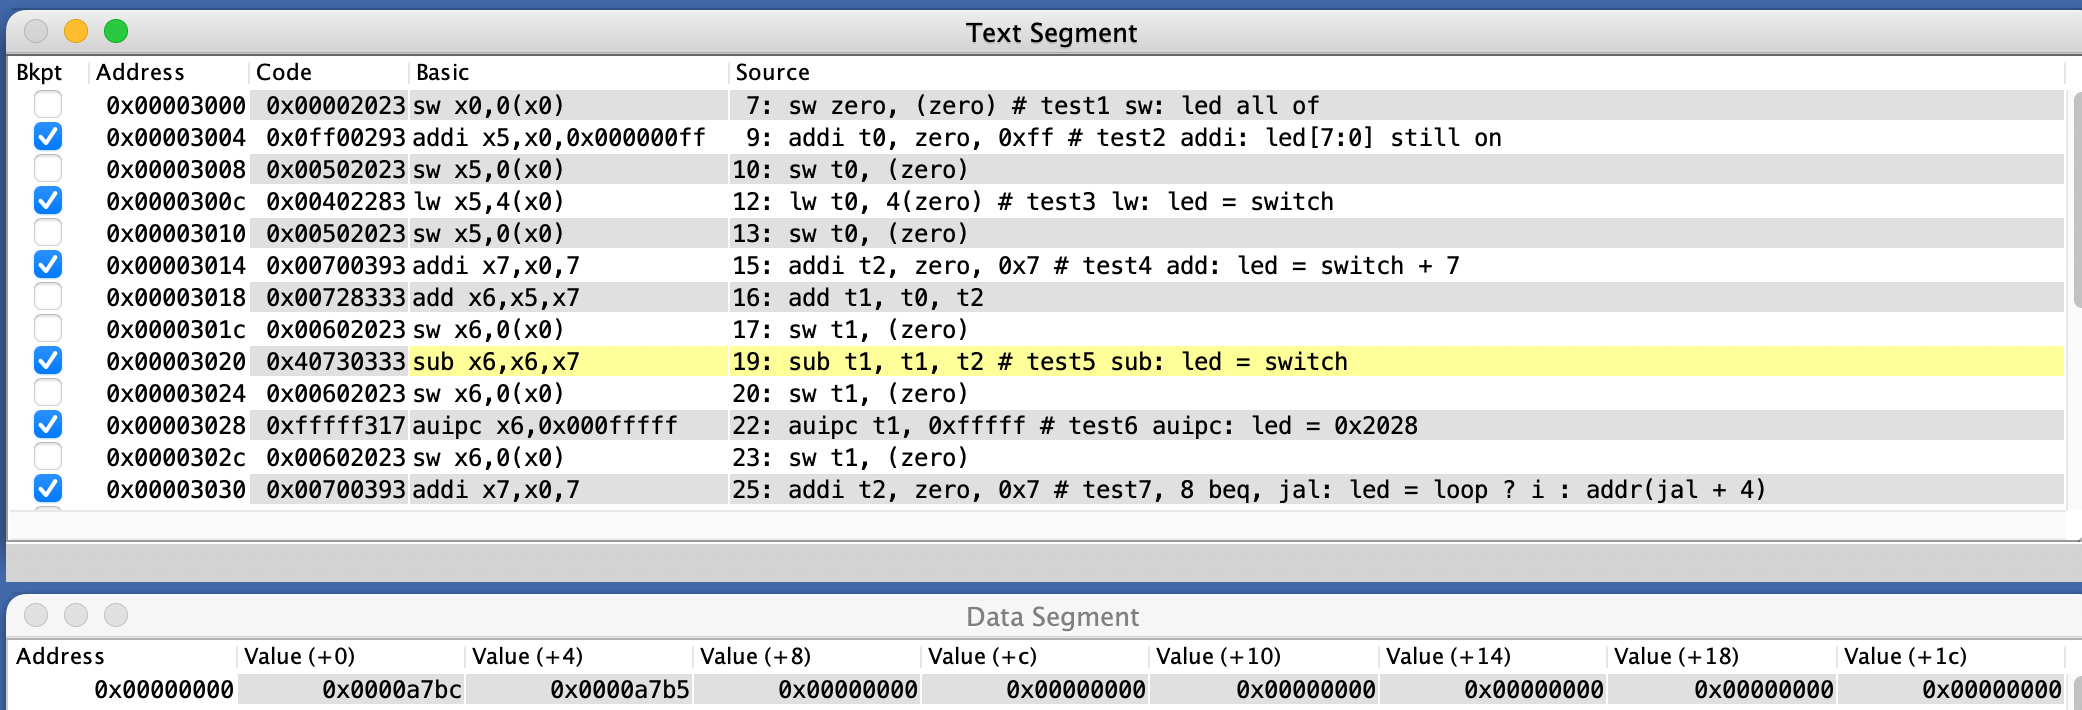 Text Segment
Bkpt Address Code Basic Source
0x00003000 0x00002023 sw x0,0(x0) 7: sw zero, (zero) # test1 sw: led all of
0x00003004 0x0ff00293 addi x5,x0,0x000000ff 9: addi t0, zero, 0xff # test2 addi: led[7:0] still on
0x00003008 0x00502023 sw x5,0(x0) 10: sw t0, (zero)
0x0000300c 0x00402283 lw x5,4(x0) 12: lw t0, 4(zero) # test3 lw: led = switch
0x00003010 0x00502023 sw x5,0(x0) 13: sw t0, (zero)
0x00003014 0x00700393 addi x7,x0,7 15: addi t2, zero, 0x7 # test4 add: led = switch + 7
0x00003018 0x00728333 add x6,x5,x7 16: add t1, t0, t2
0x0000301c 0x00602023 sw x6,0(x0) 17: sw t1, (zero)
0x00003020 0x40730333 sub x6,x6,x7 19: sub t1, t1, t2 # test5 sub: led = switch
0x00003024 0x00602023 sw x6,0(x0) 20: sw t1, (zero)
0x00003028 0xfffff317 auipc x6,0x000fffff 22: auipc t1, 0xfffff # test6 auipc: led = 0x2028
0x0000302c 0x00602023 sw x6,0(x0) 23: sw t1, (zero)
0x00003030 0x00700393 addi x7,x0,7 25: addi t2, zero, 0x7 # test7, 8 beq, jal: led = loop ? i : addr(jal + 4)
Data Segment
Address Value (+0) Value (+4) Value (+8) Value (+c) Value (+10) Value (+14) Value (+18) Value (+1c)
0x00000000 0x0000a7bc 0x0000a7b5 0x00000000 0x00000000 0x00000000 0x00000000 0x00000000 0x00000000